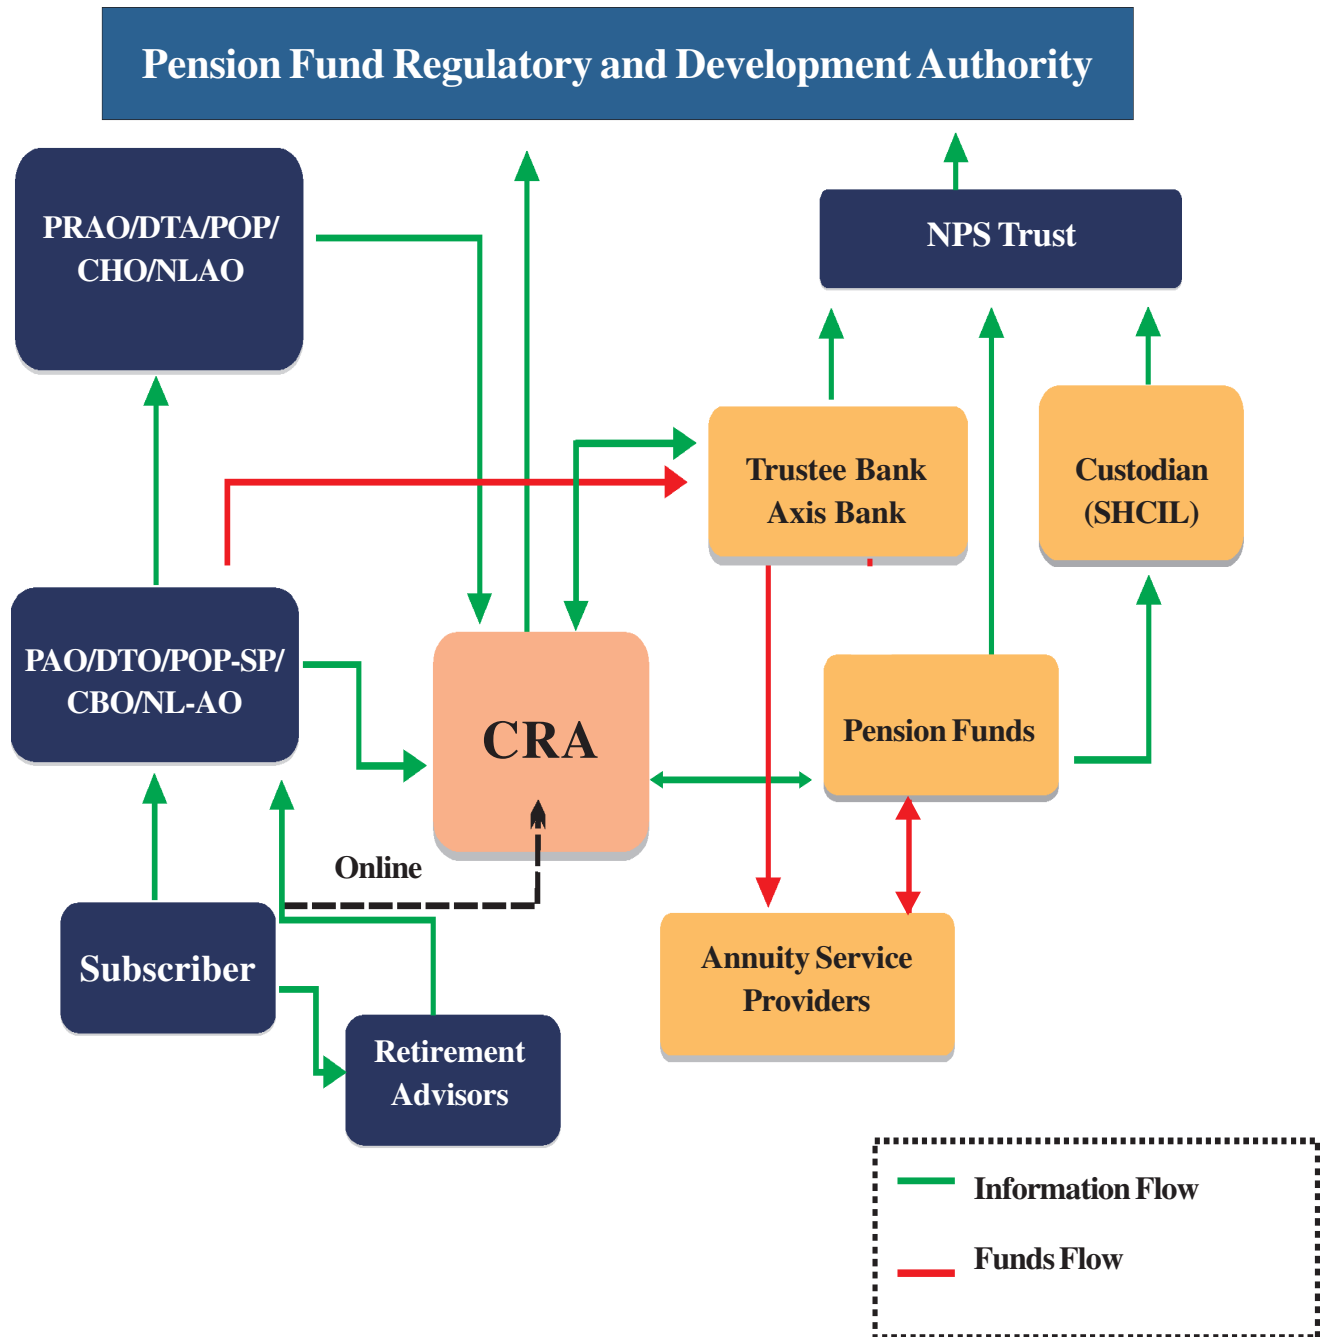 Pension Fund Regulatory and Development Authority
PRAO/DTA/POP/
CHO/NLAO
NPS Trust
Trustee Bank
Axis Bank
Custodian
(SHCIL)
PAO/DTO/POP-SP/
CBO/NL-AO
CRA
Pension Funds
Online
Subscriber
Annuity Service
Providers
Retirement
Advisors
Information Flow
Funds Flow